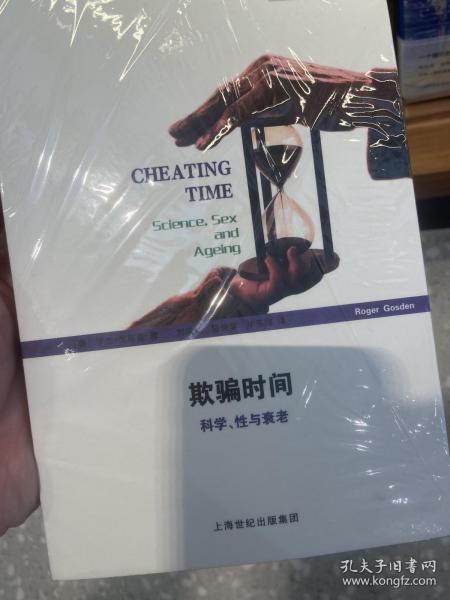 CHEATING
TIME
Science, Sex
and
Ageing
Roger Gosden
欺骗时间
科学、性与衰老
上海世纪出版集团
孔夫子旧书网
www.kongfz.com